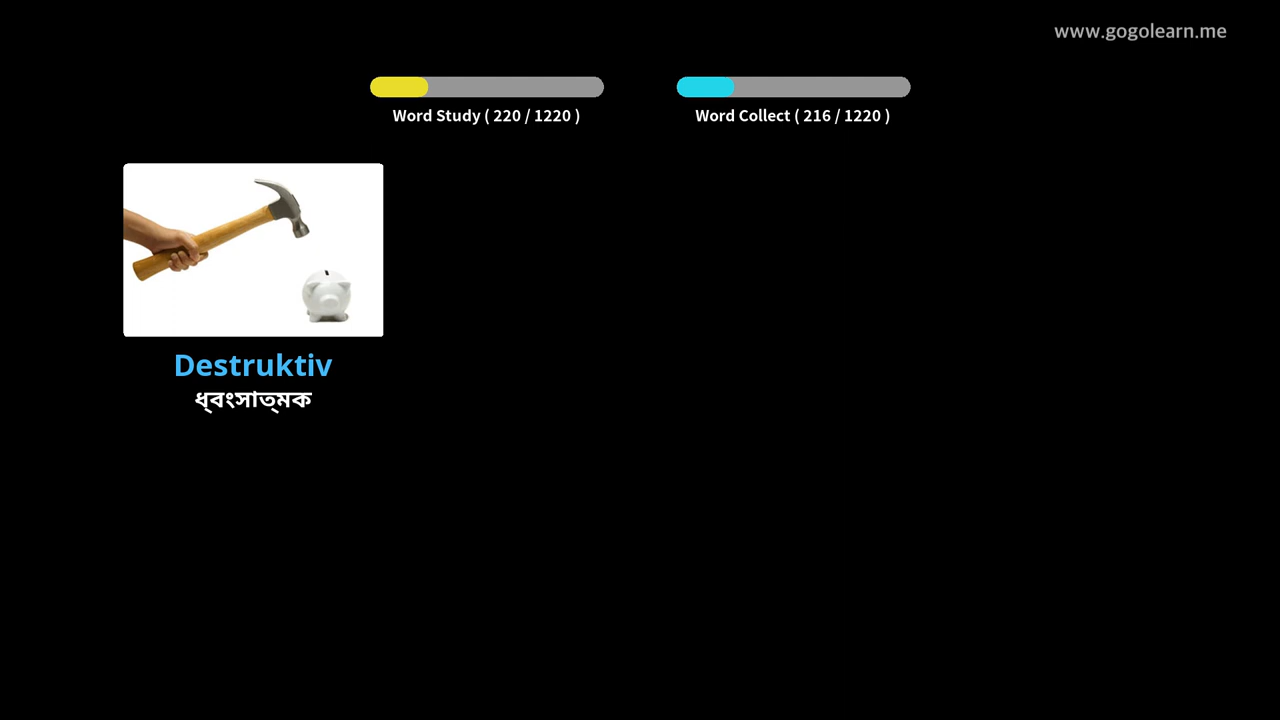 www.gogolearn.me
Word Study ( 220 / 1220 )
Word Collect ( 216 / 1220 )
Destruktiv
ধ্বংসাত্মক